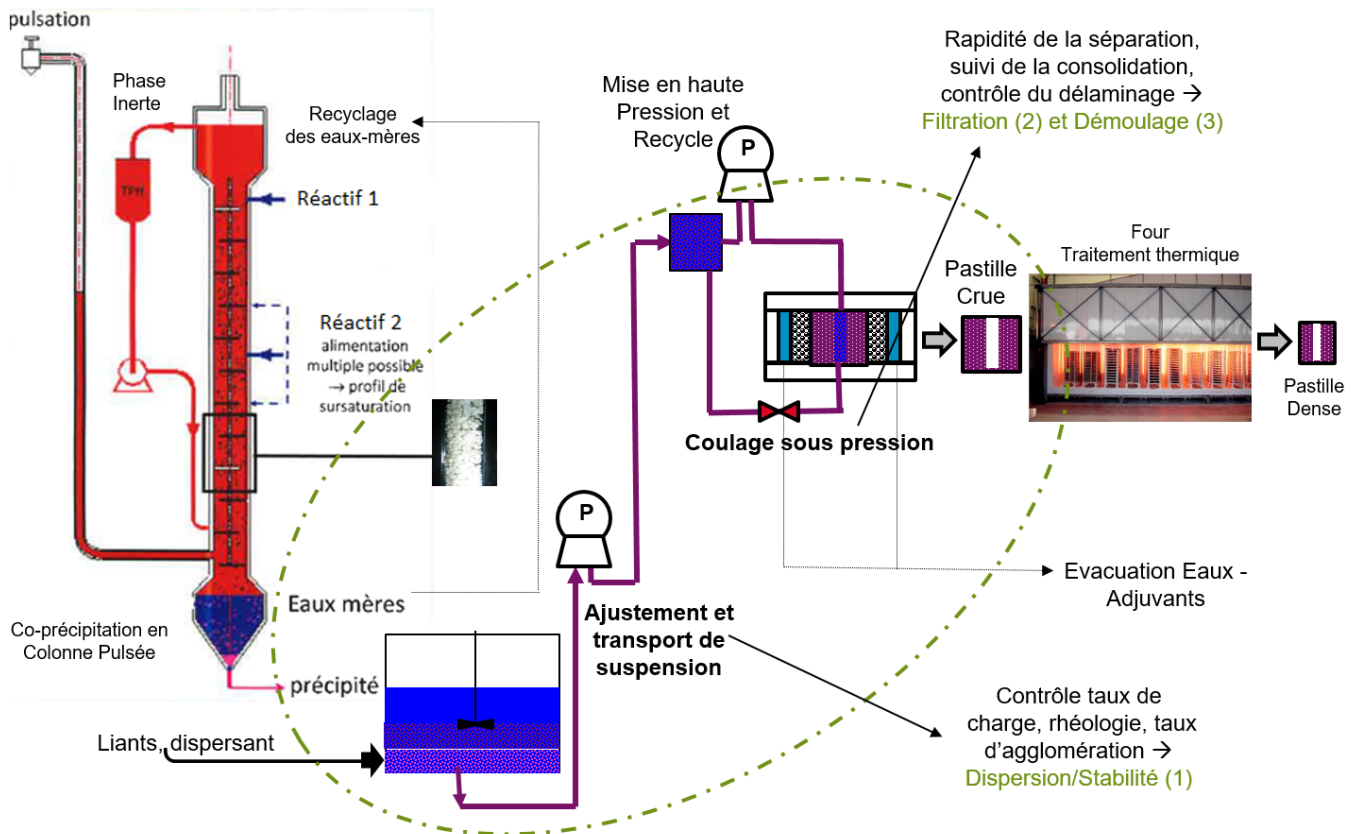 pulsation
Phase
Inerte
Recyclage
des eaux-mères
TPH
Réactif 1
Réactif 2
alimentation
multiple possible
→ profil de
sursaturation
Eaux mères
Co-précipitation en
Colonne Pulsée
précipité
Liants, dispersant
Mise en haute
Pression et
Recycle
P
P
Rapidité de la séparation,
suivi de la consolidation,
contrôle du délaminage →
Filtration (2) et Démoulage (3)
Four
Traitement thermique
Pastille
Crue
Pastille
Dense
Coulage sous pression
Evacuation Eaux -
Adjuvants
Ajustement et
transport de
suspension
Contrôle taux de
charge, rhéologie, taux
d'agglomération →
Dispersion/Stabilité (1)